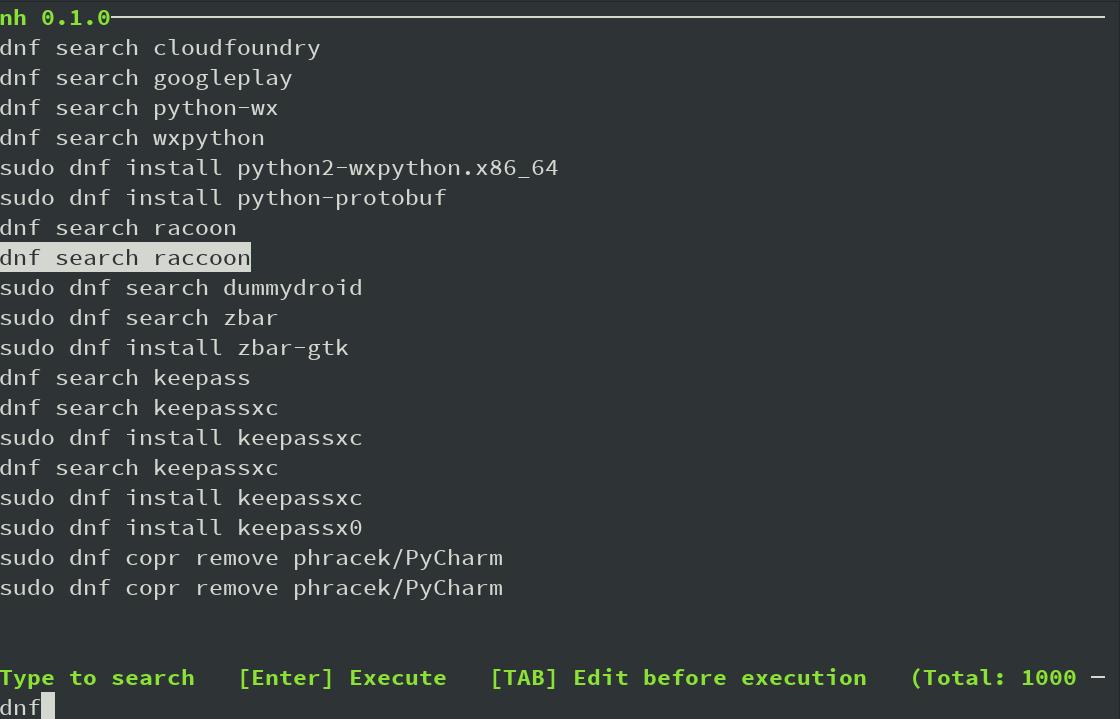 nh 0.1.0
dnf search cloudfoundry
dnf search googleplay
dnf search python-wx
dnf search wxpython
sudo dnf install python2-wxpython.x86_64
sudo dnf install python-protobuf
dnf search racoon
dnf search raccoon
sudo dnf search dummydroid
sudo dnf search zbar
sudo dnf install zbar-gtk
dnf search keepass
dnf search keepassxc
sudo dnf install keepassxc
dnf search keepassxc
sudo dnf install keepassxc
sudo dnf install keepassx0
sudo dnf copr remove phracek/PyCharm
sudo dnf copr remove phracek/PyCharm
Type to search   [Enter] Execute   [TAB] Edit before execution   (Total: 1000
dnf